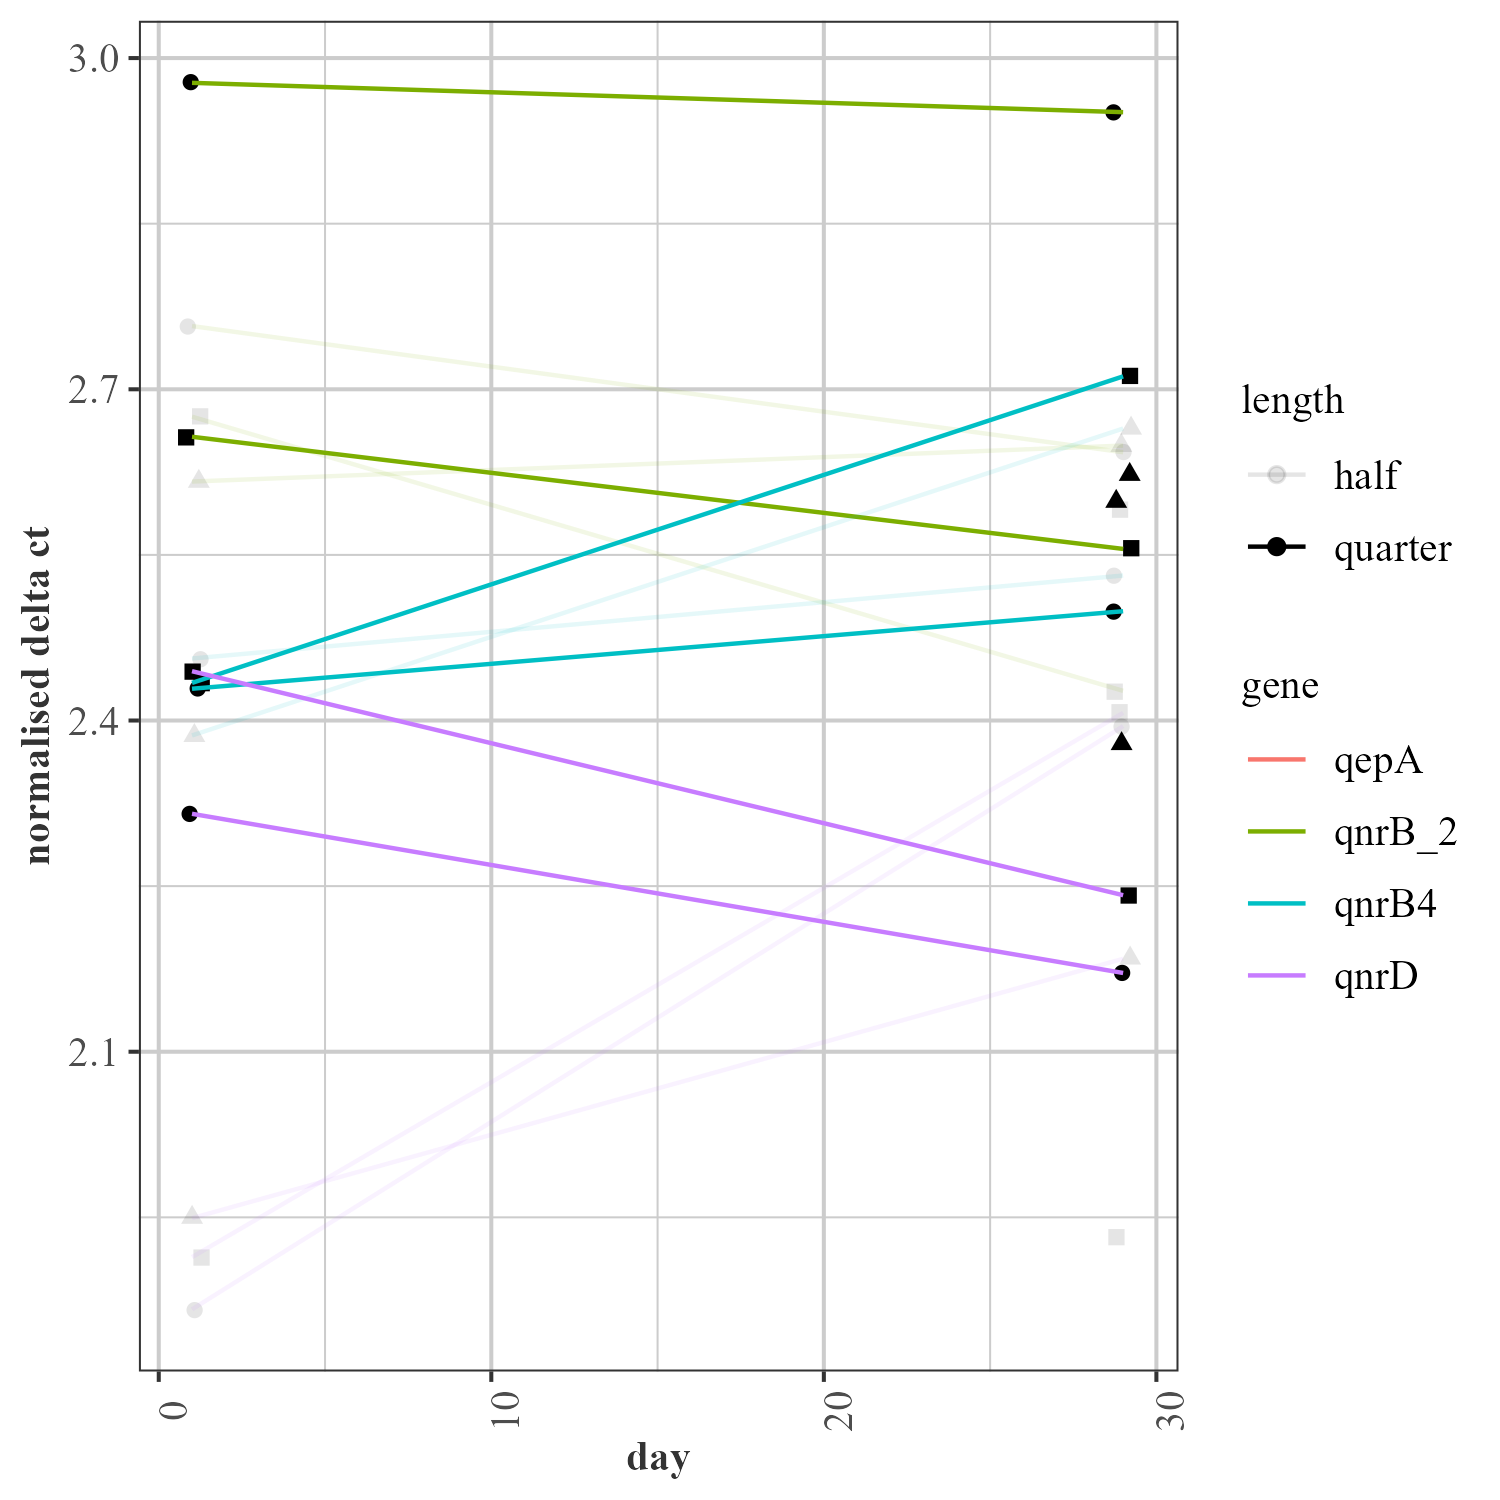 normalised delta ct
3.0
2.7
2.4
2.1
0
10
20
30
day
length
half
quarter
gene
qepA
qnrB_2
qnrB4
qnrD